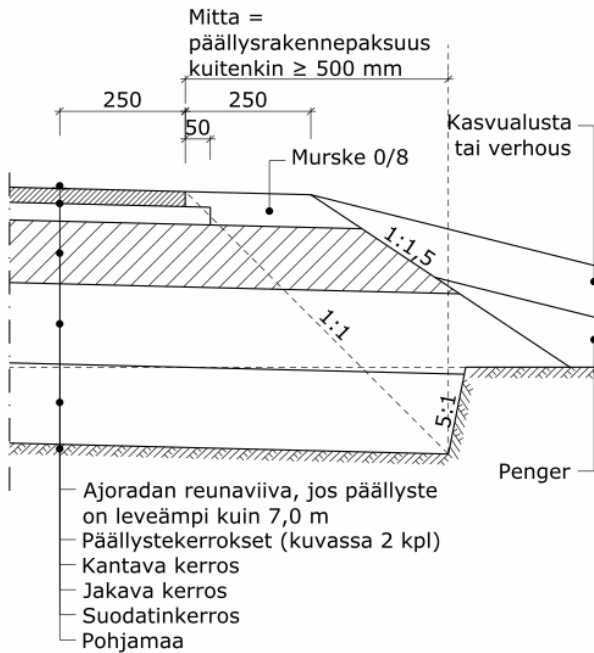 Mitta =
päällysrakennepaksuus
kuitenkin ≥ 500 mm
250
250
50
Kasvualusta
tai verhous
Murske 0/8
1:1,5
1:1
5:1
Penger
Ajoradan reunaviiva, jos päällyste
on leveämpi kuin 7,0 m
Päällystekerrokset (kuvassa 2 kpl)
Kantava kerros
Jakava kerros
Suodatinkerros
Pohjamaa